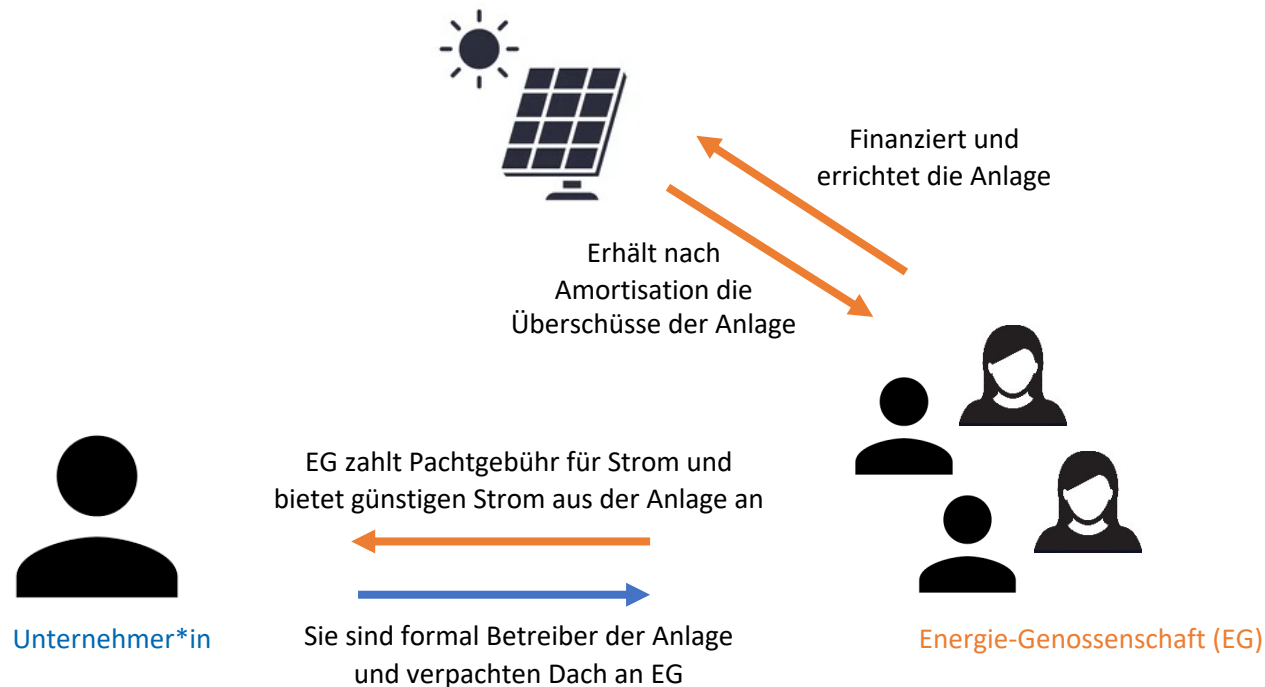 Finanziert und
errichtet die Anlage
Erhält nach
Amortisation die
Überschüsse der Anlage
EG zahlt Pachtgebühr für Strom und
bietet günstigen Strom aus der Anlage an
Unternehmer*in
Sie sind formal Betreiber der Anlage
und verpachten Dach an EG
Energie-Genossenschaft (EG)